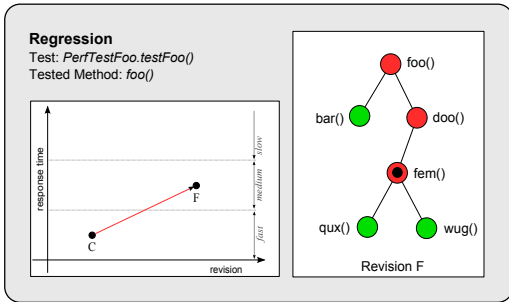 Regression
Test: PerfTestFoo.testFoo()
Tested Method: foo()
response time
slow
medium
fast
F
C
revision
foo()
bar()
doo()
fem()
qux()
wug()
Revision F